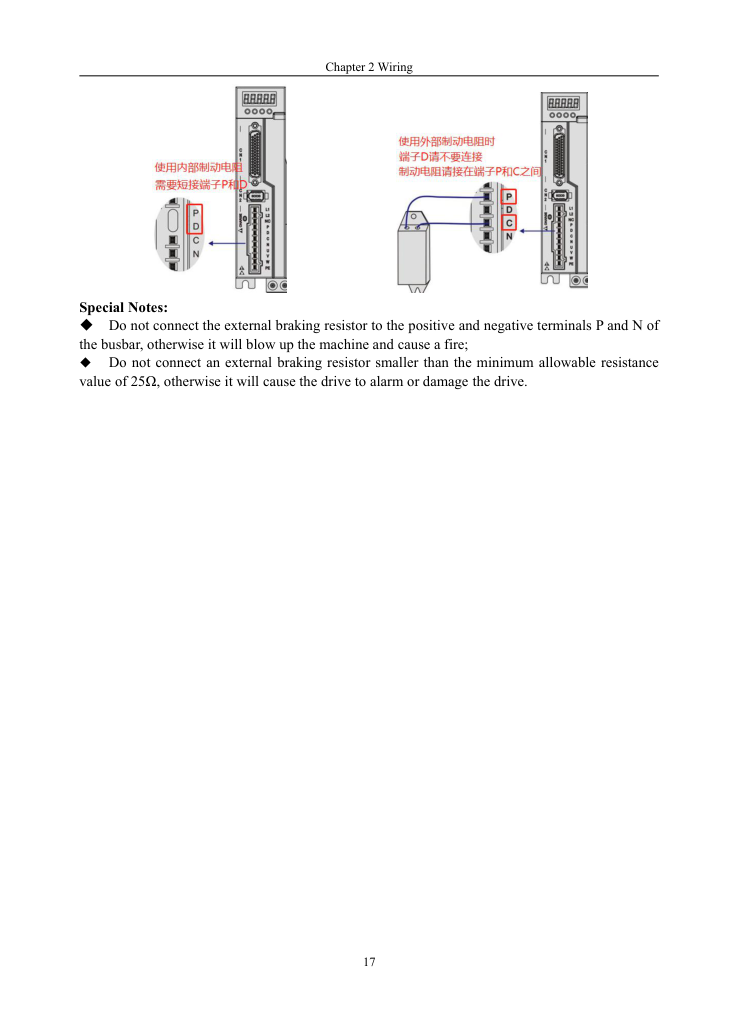 Chapter 2 Wiring
使用内部制动电阻
需要短接端子P和D
P
D
C
N
使用外部制动电阻时
端子D请不要连接
制动电阻请接在端子P和C之间
P
D
C
N
Special Notes:
◆ Do not connect the external braking resistor to the positive and negative terminals P and N of
the busbar, otherwise it will blow up the machine and cause a fire;
◆ Do not connect an external braking resistor smaller than the minimum allowable resistance
value of 25Ω, otherwise it will cause the drive to alarm or damage the drive.
17